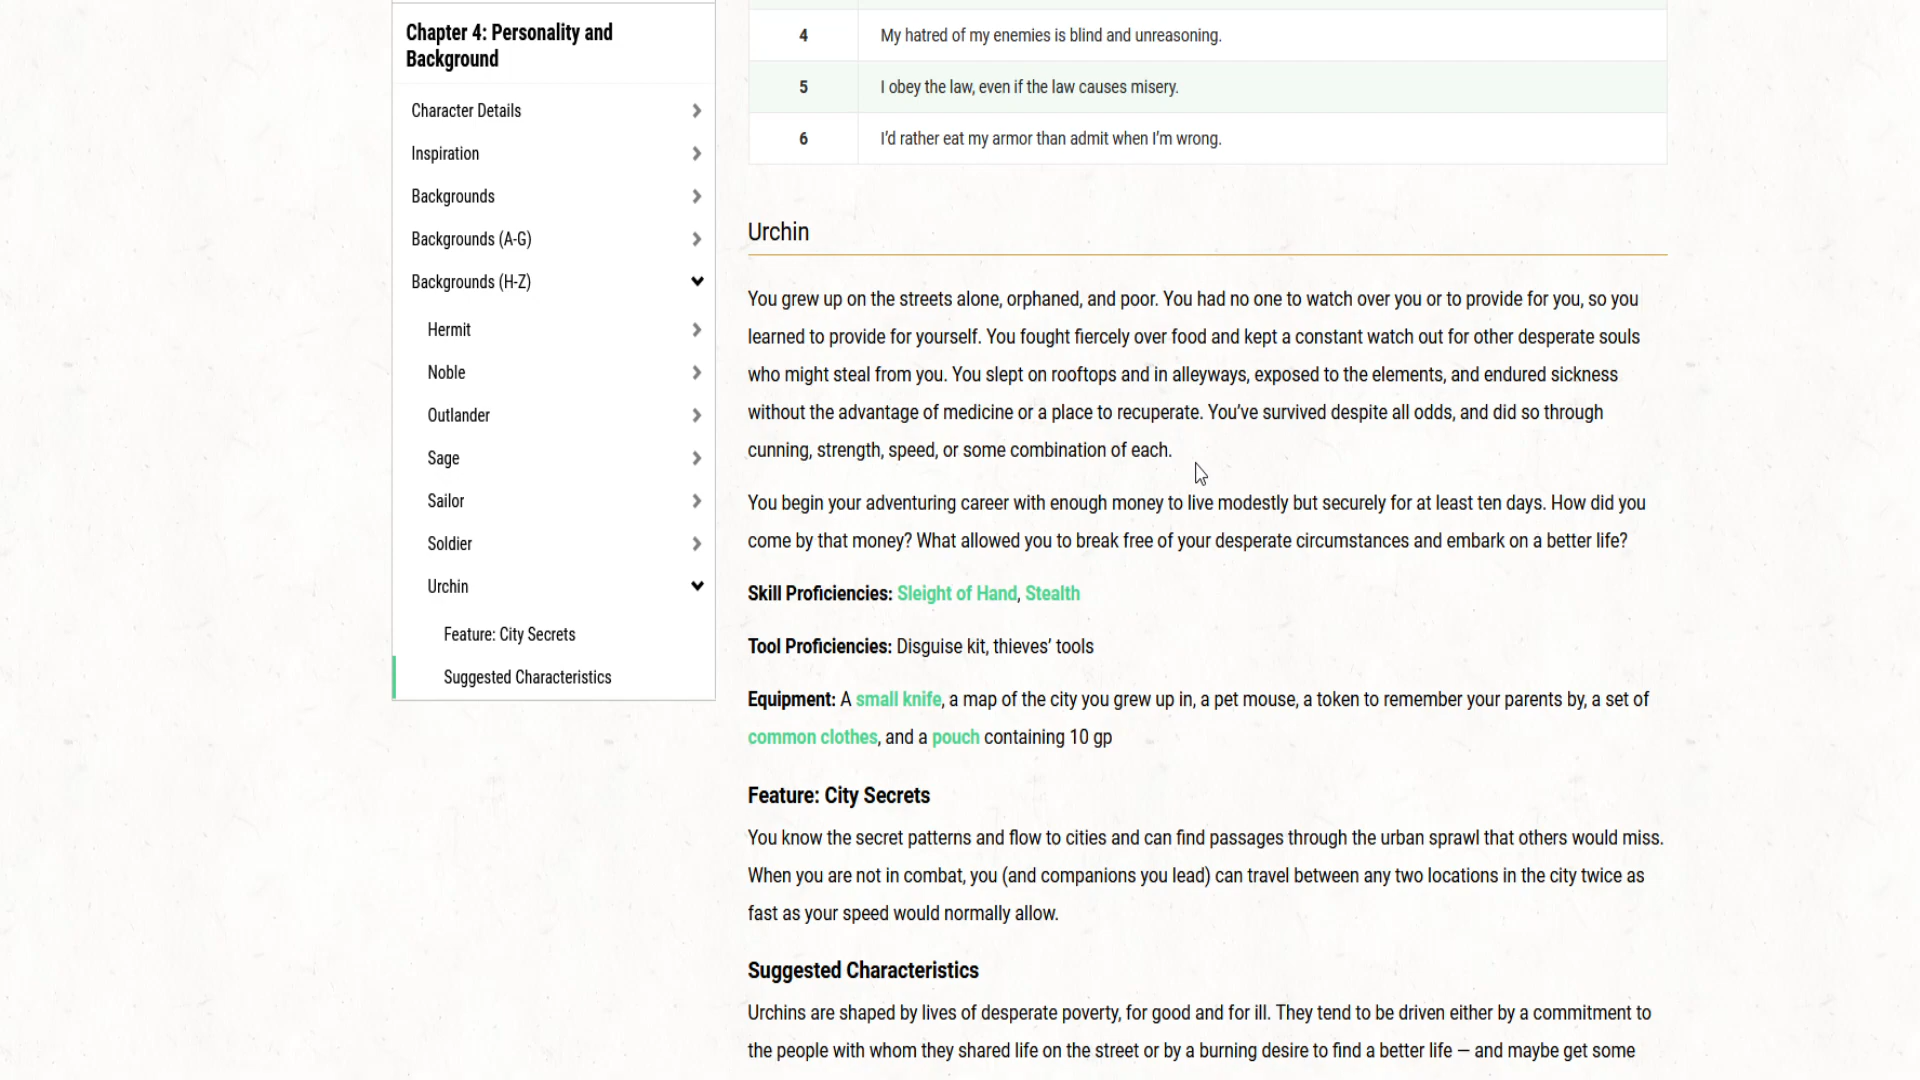 Chapter 4: Personality and
Background
Character Details
Inspiration
Backgrounds
Backgrounds (A-G)
Backgrounds (H-Z)
Hermit
Noble
Outlander
Sage
Sailor
Soldier
Urchin
Feature: City Secrets
Suggested Characteristics
4 My hatred of my enemies is blind and unreasoning.
5 I obey the law, even if the law causes misery.
6 I’d rather eat my armor than admit when I’m wrong.
Urchin
You grew up on the streets alone, orphaned, and poor. You had no one to watch over you or to provide for you, so you
learned to provide for yourself. You fought fiercely over food and kept a constant watch out for other desperate souls
who might steal from you. You slept on rooftops and in alleyways, exposed to the elements, and endured sickness
without the advantage of medicine or a place to recuperate. You’ve survived despite all odds, and did so through
cunning, strength, speed, or some combination of each.
You begin your adventuring career with enough money to live modestly but securely for at least ten days. How did you
come by that money? What allowed you to break free of your desperate circumstances and embark on a better life?
Skill Proficiencies: Sleight of Hand, Stealth
Tool Proficiencies: Disguise kit, thieves’ tools
Equipment: A small knife, a map of the city you grew up in, a pet mouse, a token to remember your parents by, a set of
common clothes, and a pouch containing 10 gp
Feature: City Secrets
You know the secret patterns and flow to cities and can find passages through the urban sprawl that others would miss.
When you are not in combat, you (and companions you lead) can travel between any two locations in the city twice as
fast as your speed would normally allow.
Suggested Characteristics
Urchins are shaped by lives of desperate poverty, for good and for ill. They tend to be driven either by a commitment to
the people with whom they shared life on the street or by a burning desire to find a better life — and maybe get some